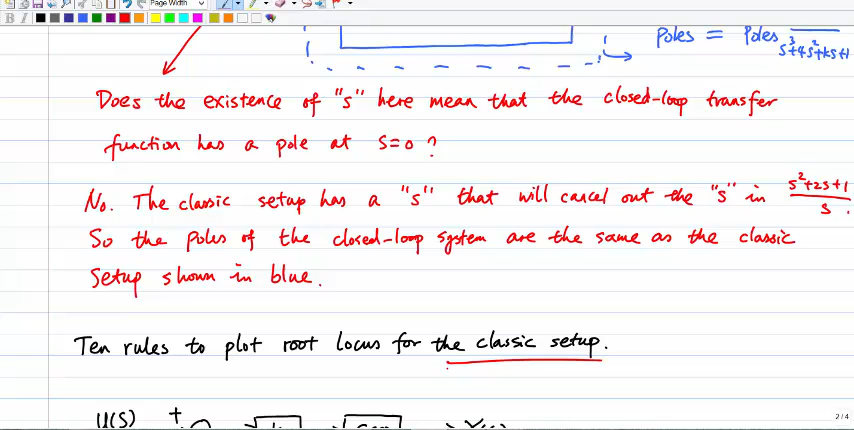 Page Width
B I
Poles = Poles s³+4s²+ks+1
Does the existence of "s" here mean that the closed-loop transfer
function has a pole at s=0?
No. The classic setup has a "s" that will cancel out the "s" in s²+2s+1 / s.
So the poles of the closed-loop system are the same as the classic
setup shown in blue.
Ten rules to plot root locus for the classic setup.
2 / 4
U(s) +